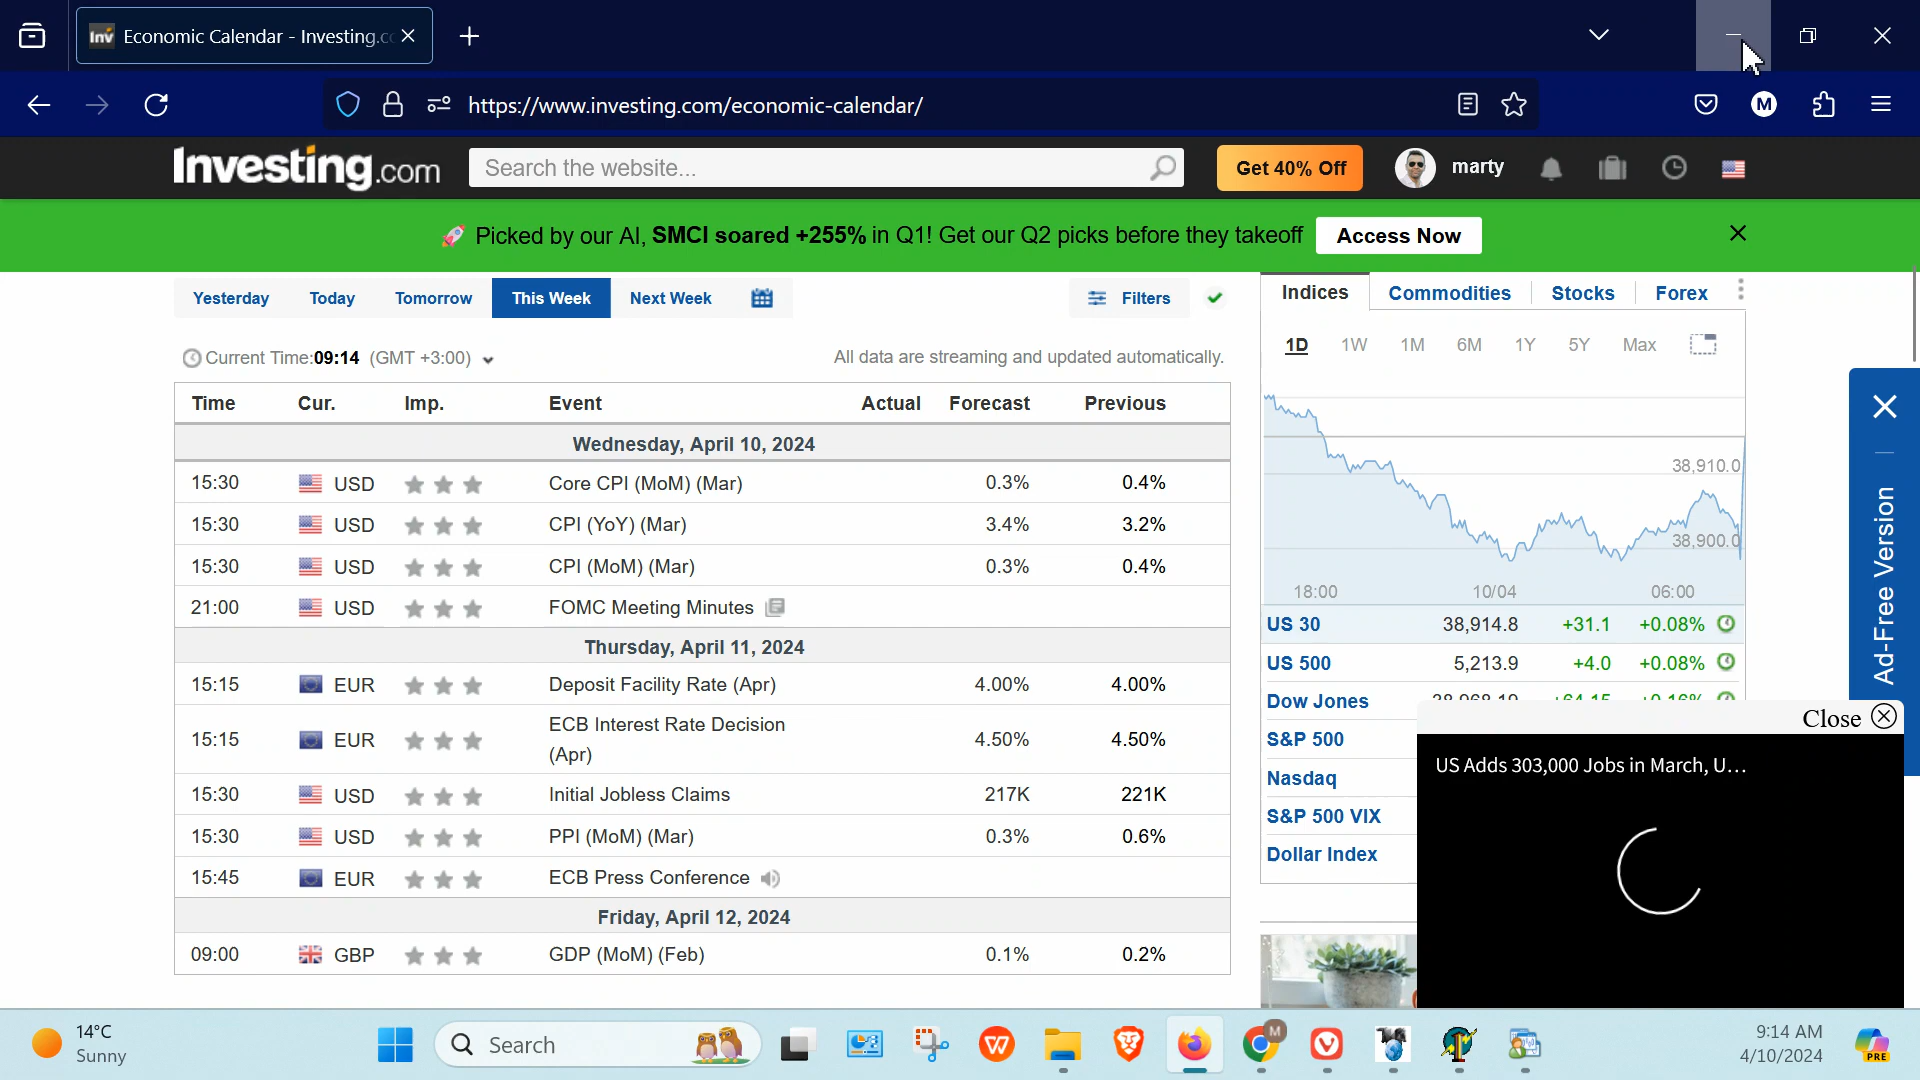 Economic Calendar - Investing.c
https://www.investing.com/economic-calendar/
M
Investing.com
Search the website...
Get 40% Off
marty
Picked by our AI, SMCI soared +255% in Q1! Get our Q2 picks before they takeoff
Access Now
Yesterday Today Tomorrow This Week Next Week
Filters
Current Time:09:14 (GMT +3:00)
All data are streaming and updated automatically.
Time Cur. Imp. Event Actual Forecast Previous
Wednesday, April 10, 2024
15:30 USD Core CPI (MoM) (Mar) 0.3% 0.4%
15:30 USD CPI (YoY) (Mar) 3.4% 3.2%
15:30 USD CPI (MoM) (Mar) 0.3% 0.4%
21:00 USD FOMC Meeting Minutes
Thursday, April 11, 2024
15:15 EUR Deposit Facility Rate (Apr) 4.00% 4.00%
15:15 EUR ECB Interest Rate Decision (Apr) 4.50% 4.50%
15:30 USD Initial Jobless Claims 217K 221K
15:30 USD PPI (MoM) (Mar) 0.3% 0.6%
15:45 EUR ECB Press Conference
Friday, April 12, 2024
09:00 GBP GDP (MoM) (Feb) 0.1% 0.2%
Indices Commodities Stocks Forex
1D 1W 1M 6M 1Y 5Y Max
38,910.0
38,900.0
18:00 10/04 06:00
US 30 38,914.8 +31.1 +0.08%
US 500 5,213.9 +4.0 +0.08%
Dow Jones
S&P 500
Nasdaq
S&P 500 VIX
Dollar Index
Ad-Free Version
Close
US Adds 303,000 Jobs in March, U...
14°C
Sunny
Search
M
9:14 AM
4/10/2024
PRE